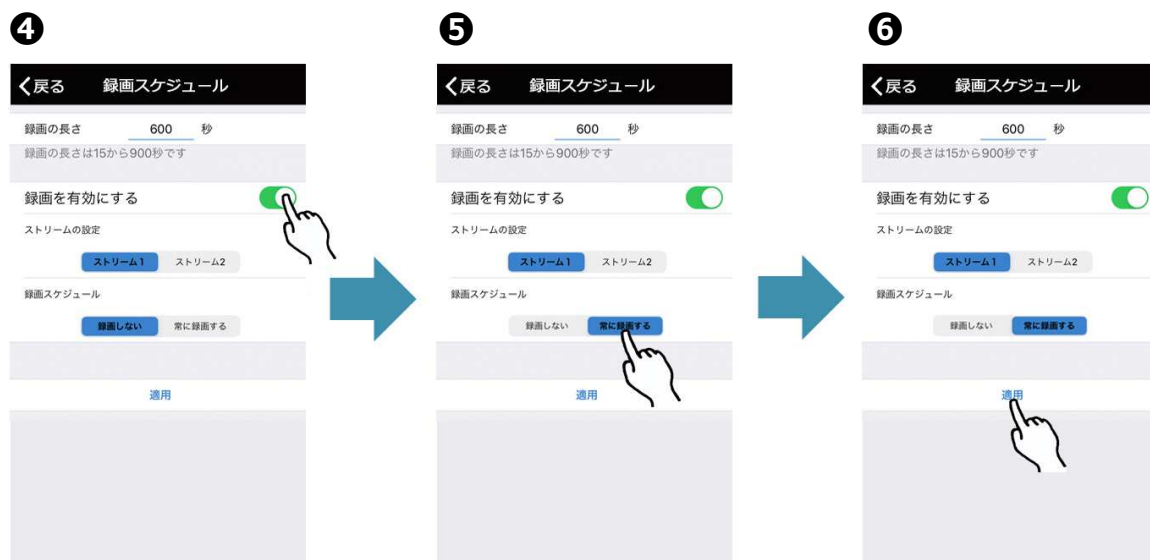 ❹
戻る 録画スケジュール
録画の長さ 600 秒
録画の長さは15から900秒です
録画を有効にする
ストリームの設定
ストリーム1 ストリーム2
録画スケジュール
録画しない 常に録画する
適用
❺
戻る 録画スケジュール
録画の長さ 600 秒
録画の長さは15から900秒です
録画を有効にする
ストリームの設定
ストリーム1 ストリーム2
録画スケジュール
録画しない 常に録画する
適用
❻
戻る 録画スケジュール
録画の長さ 600 秒
録画の長さは15から900秒です
録画を有効にする
ストリームの設定
ストリーム1 ストリーム2
録画スケジュール
録画しない 常に録画する
適用